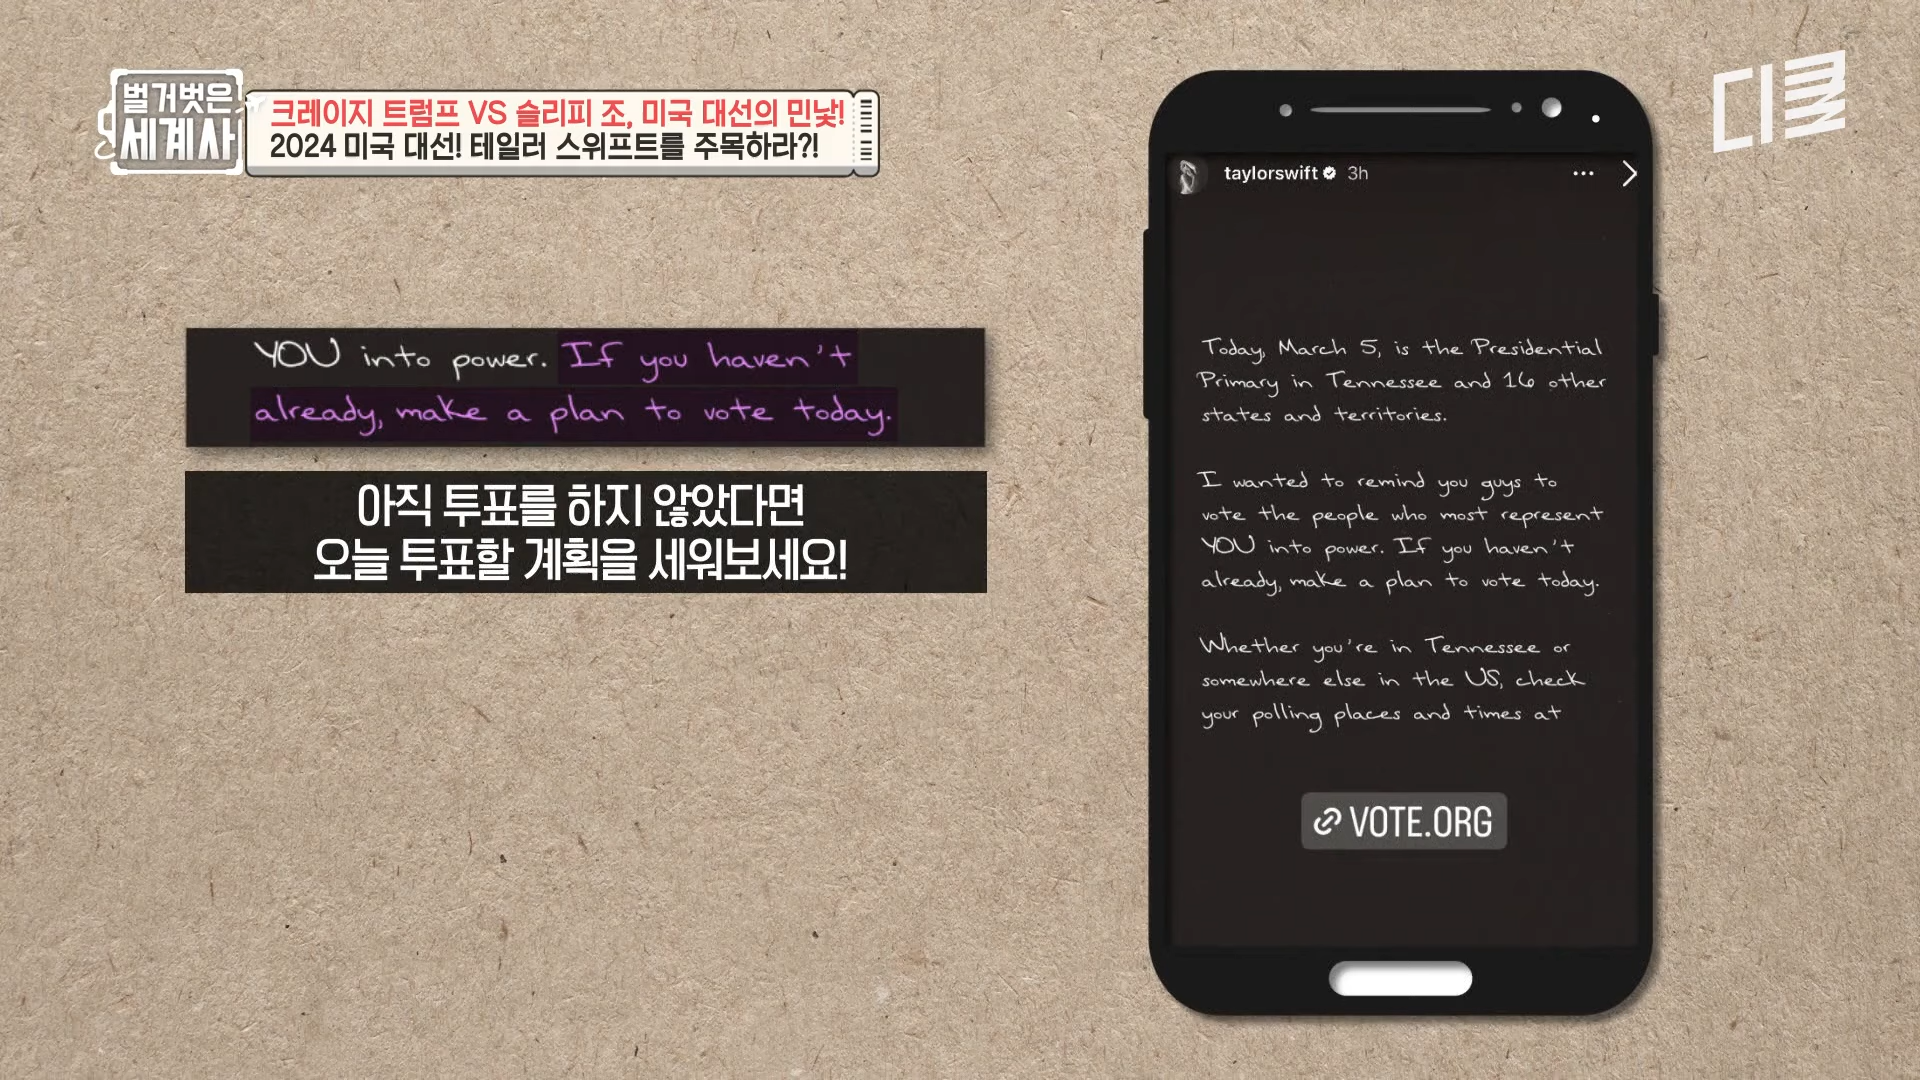 벌거벗은
세계사
크레이지 트럼프 VS 슬리피 조, 미국 대선의 민낯!
2024 미국 대선! 테일러 스위프트를 주목하라?!
디클
YOU into power. If you haven't
already, make a plan to vote today.
아직 투표를 하지 않았다면
오늘 투표할 계획을 세워보세요!
taylorswift 3h
Today, March 5, is the Presidential
Primary in Tennessee and 16 other
states and territories.
I wanted to remind you guys to
vote the people who most represent
YOU into power. If you haven't
already, make a plan to vote today.
Whether you're in Tennessee or
somewhere else in the US, check
your polling places and times at
VOTE.ORG